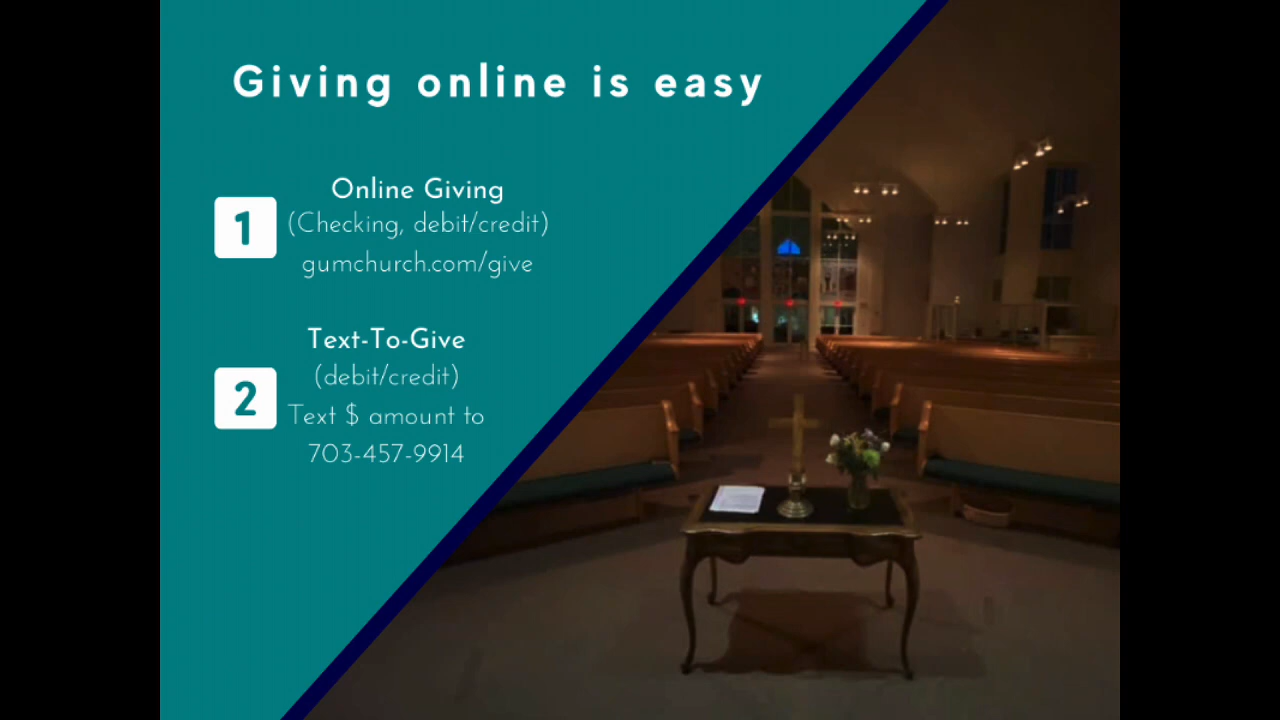 Giving online is easy
1
Online Giving
(Checking, debit/credit)
gumchurch.com/give
2
Text-To-Give
(debit/credit)
Text $ amount to
703-457-9914